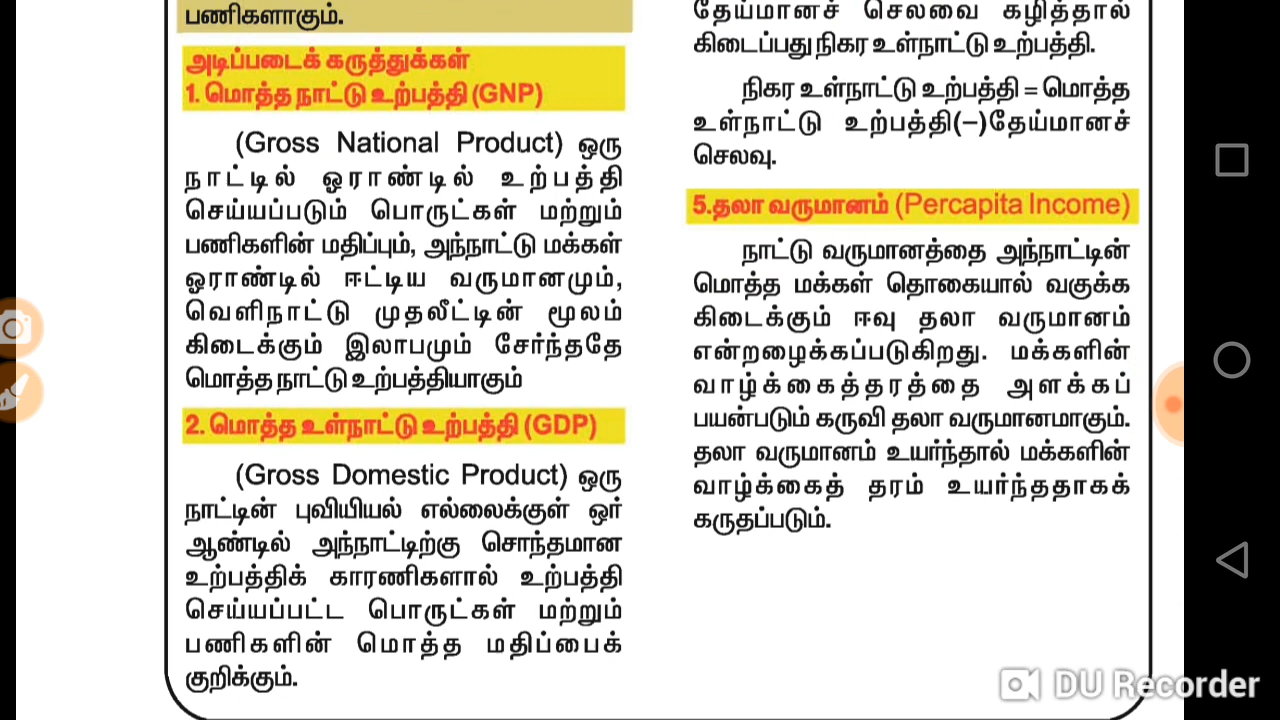 பணிகளாகும்.
அடிப்படைக் கருத்துக்கள்
1. மொத்த நாட்டு உற்பத்தி (GNP)
(Gross National Product) ஒரு
நாட்டில் ஓராண்டில் உற்பத்தி
செய்யப்படும் பொருட்கள் மற்றும்
பணிகளின் மதிப்பும், அந்நாட்டு மக்கள்
ஓராண்டில் ஈட்டிய வருமானமும்,
வெளிநாட்டு முதலீட்டின் மூலம்
கிடைக்கும் இலாபமும் சேர்ந்ததே
மொத்த நாட்டு உற்பத்தியாகும்
2. மொத்த உள்நாட்டு உற்பத்தி (GDP)
(Gross Domestic Product) ஒரு
நாட்டின் புவியியல் எல்லைக்குள் ஒர்
ஆண்டில் அந்நாட்டிற்கு சொந்தமான
உற்பத்திக் காரணிகளால் உற்பத்தி
செய்யப்பட்ட பொருட்கள் மற்றும்
பணிகளின் மொத்த மதிப்பைக்
குறிக்கும்.
தேய்மானச் செலவை கழித்தால்
கிடைப்பது நிகர உள்நாட்டு உற்பத்தி.
நிகர உள்நாட்டு உற்பத்தி = மொத்த
உள்நாட்டு உற்பத்தி(–)தேய்மானச்
செலவு.
5.தலா வருமானம் (Percapita Income)
நாட்டு வருமானத்தை அந்நாட்டின்
மொத்த மக்கள் தொகையால் வகுக்க
கிடைக்கும் ஈவு தலா வருமானம்
என்றழைக்கப்படுகிறது. மக்களின்
வாழ்க்கைத்தரத்தை அளக்கப்
பயன்படும் கருவி தலா வருமானமாகும்.
தலா வருமானம் உயர்ந்தால் மக்களின்
வாழ்க்கைத் தரம் உயர்ந்ததாகக்
கருதப்படும்.
DU Recorder